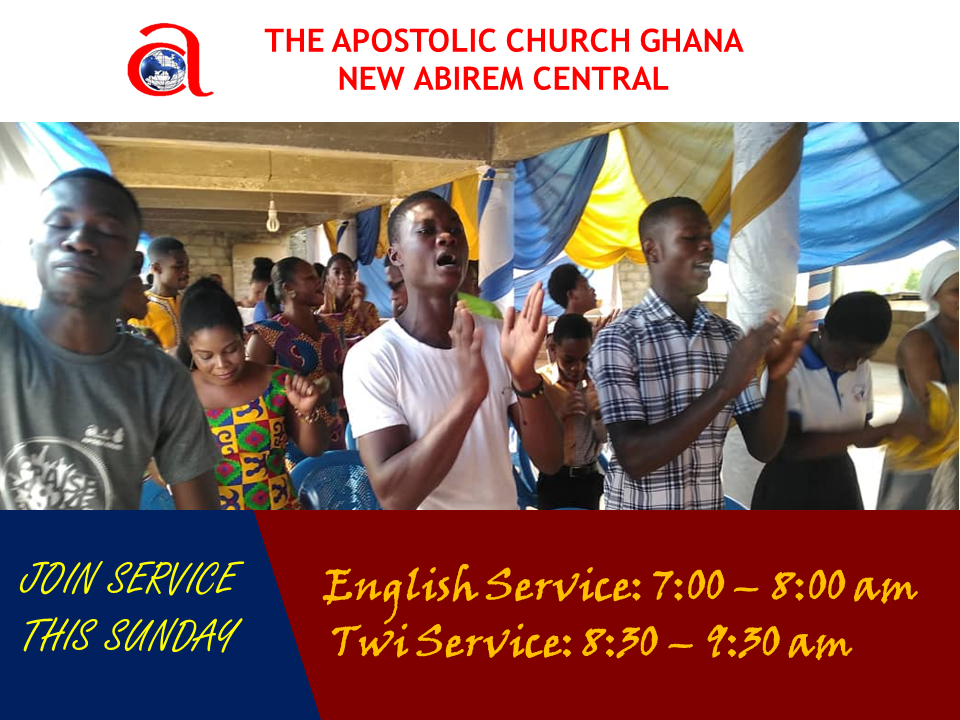 THE APOSTOLIC CHURCH GHANA
NEW ABIREM CENTRAL
PRAISE
JOIN SERVICE
THIS SUNDAY
English Service: 7:00 – 8:00 am
Twi Service: 8:30 – 9:30 am